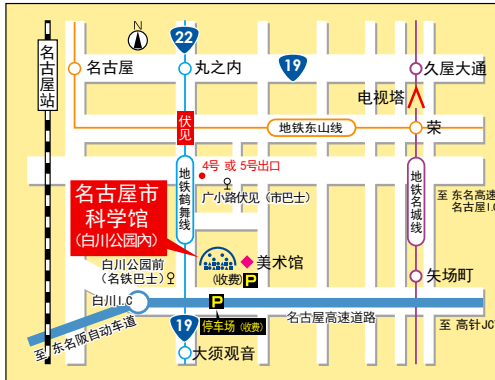 N
22
名古屋站
名古屋
丸之内
19
久屋大通
电视塔
伏见
地铁东山线
荣
4号 或 5号出口
广小路伏见（市巴士）
地铁鹤舞线
地铁名城线
至 东名高速
名古屋I.C
名古屋市
科学馆
（白川公园内）
白川公园前
（名铁巴士）
（收费）
P
美术馆
矢场町
白川I.C
P
停车场（收费）
名古屋高速道路
至 高针JCT
至 东名阪自动车道
19
大须观音